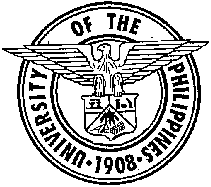 UNIVERSITY OF THE PHILIPPINES
1908